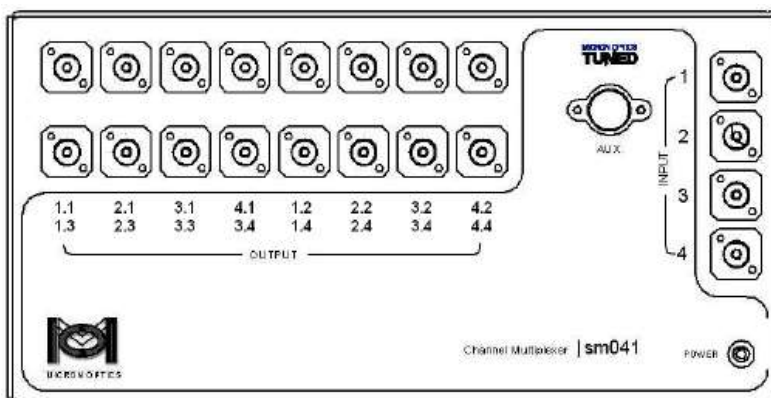 MICRON OPTICS
TUNED
1
AUX
2
INPUT
3
1.1 2.1 3.1 4.1 1.2 2.2 3.2 4.2
1.3 2.3 3.3 3.4 1.4 2.4 3.4 4.4
OUTPUT
4
Channel Multiplexer | sm041
POWER
MICRON OPTICS